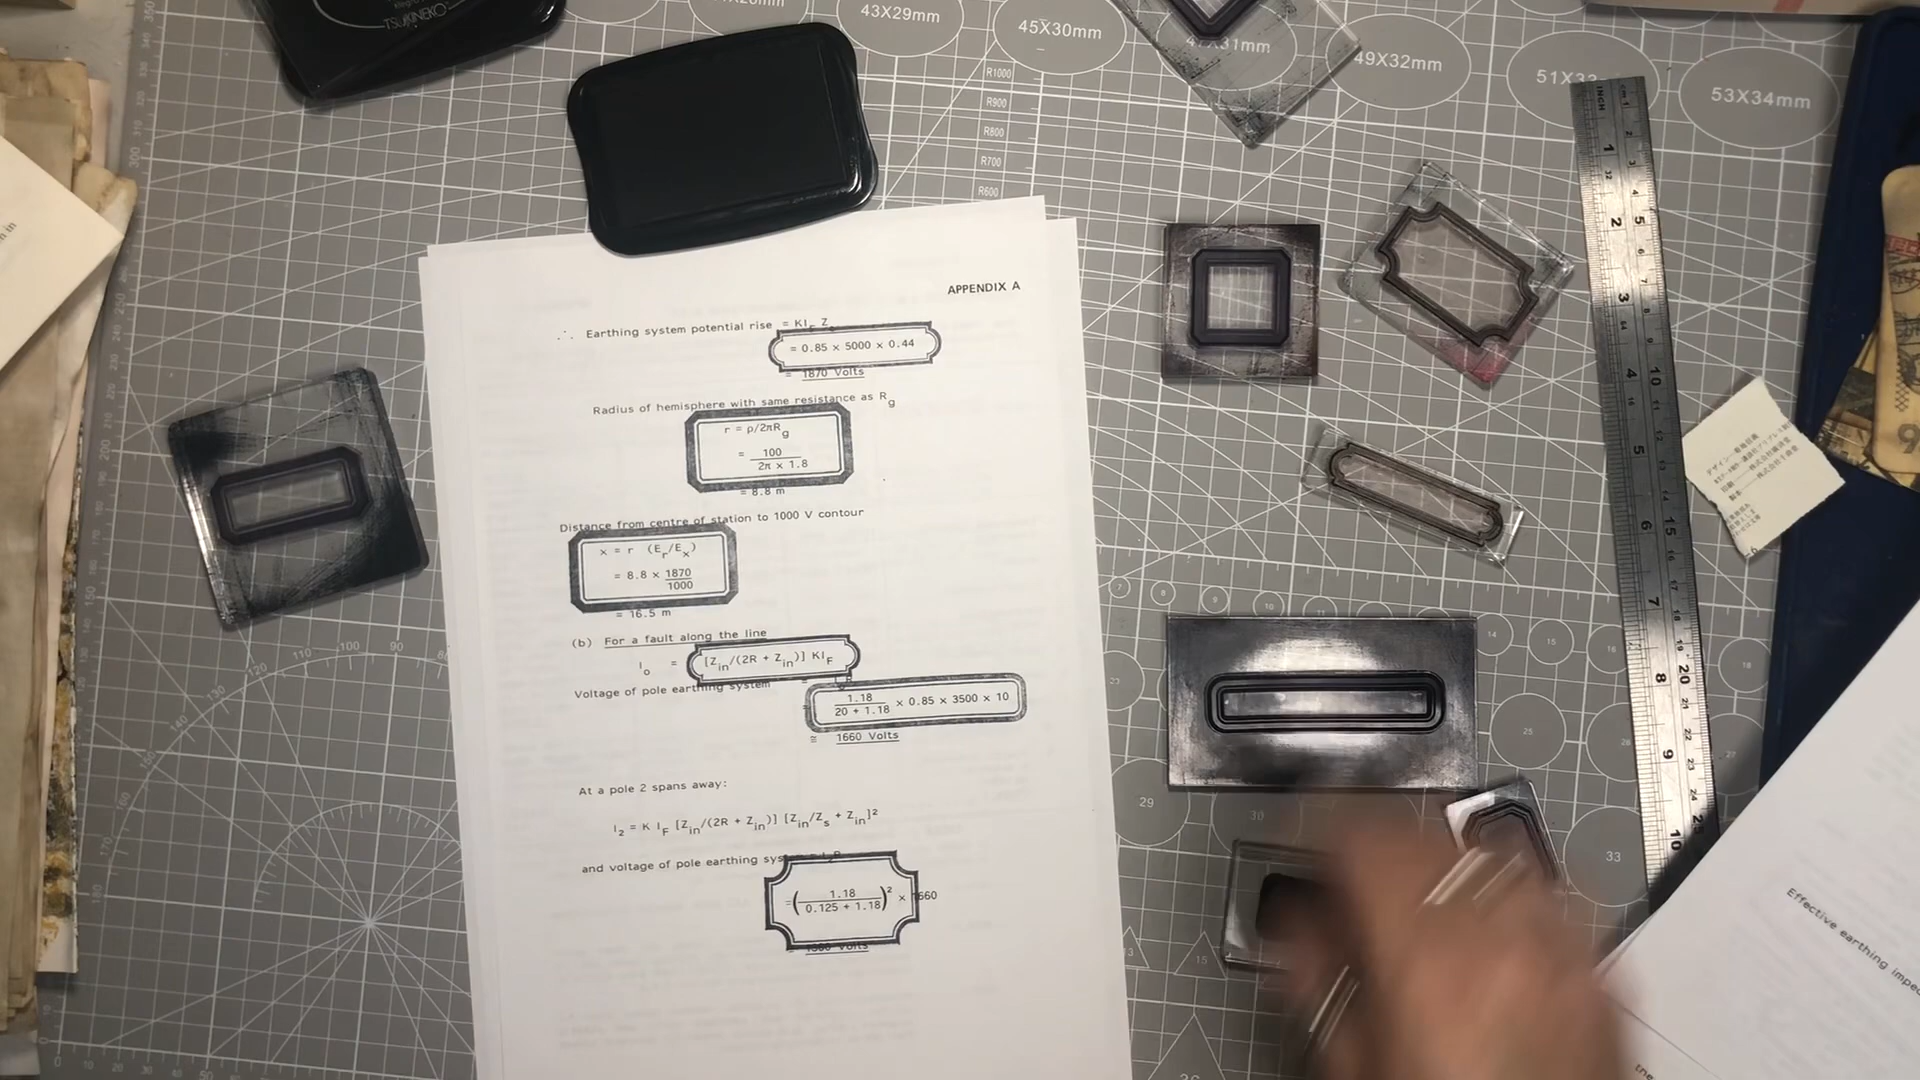 TSUKINEKO
43X29mm
45X30mm
47X31mm
49X32mm
51X33mm
53X34mm
R1000
R900
R800
R700
R600
APPENDIX A
∴ Earthing system potential rise = KI_F Z
= 0.85 × 5000 × 0.44
= 1870 Volts
Radius of hemisphere with same resistance as R_g
r = ρ/2πR_g
= 100
2π × 1.8
= 8.8 m
Distance from centre of station to 1000 V contour
x = r (E_r/E_x)
= 8.8 × 1870
1000
= 16.5 m
(b) For a fault along the line
I_o = [Z_in/(2R + Z_in)] KI_F
Voltage of pole earthing system
= 1.18
20 + 1.18 × 0.85 × 3500 × 10
≅ 1660 Volts
At a pole 2 spans away:
I_2 = K I_F [Z_in/(2R + Z_in)] [Z_in/Z_s + Z_in]²
and voltage of pole earthing
=( 1.18
0.125 + 1.18 )² × 1660
Volts
Effective earthing
INCH
cm